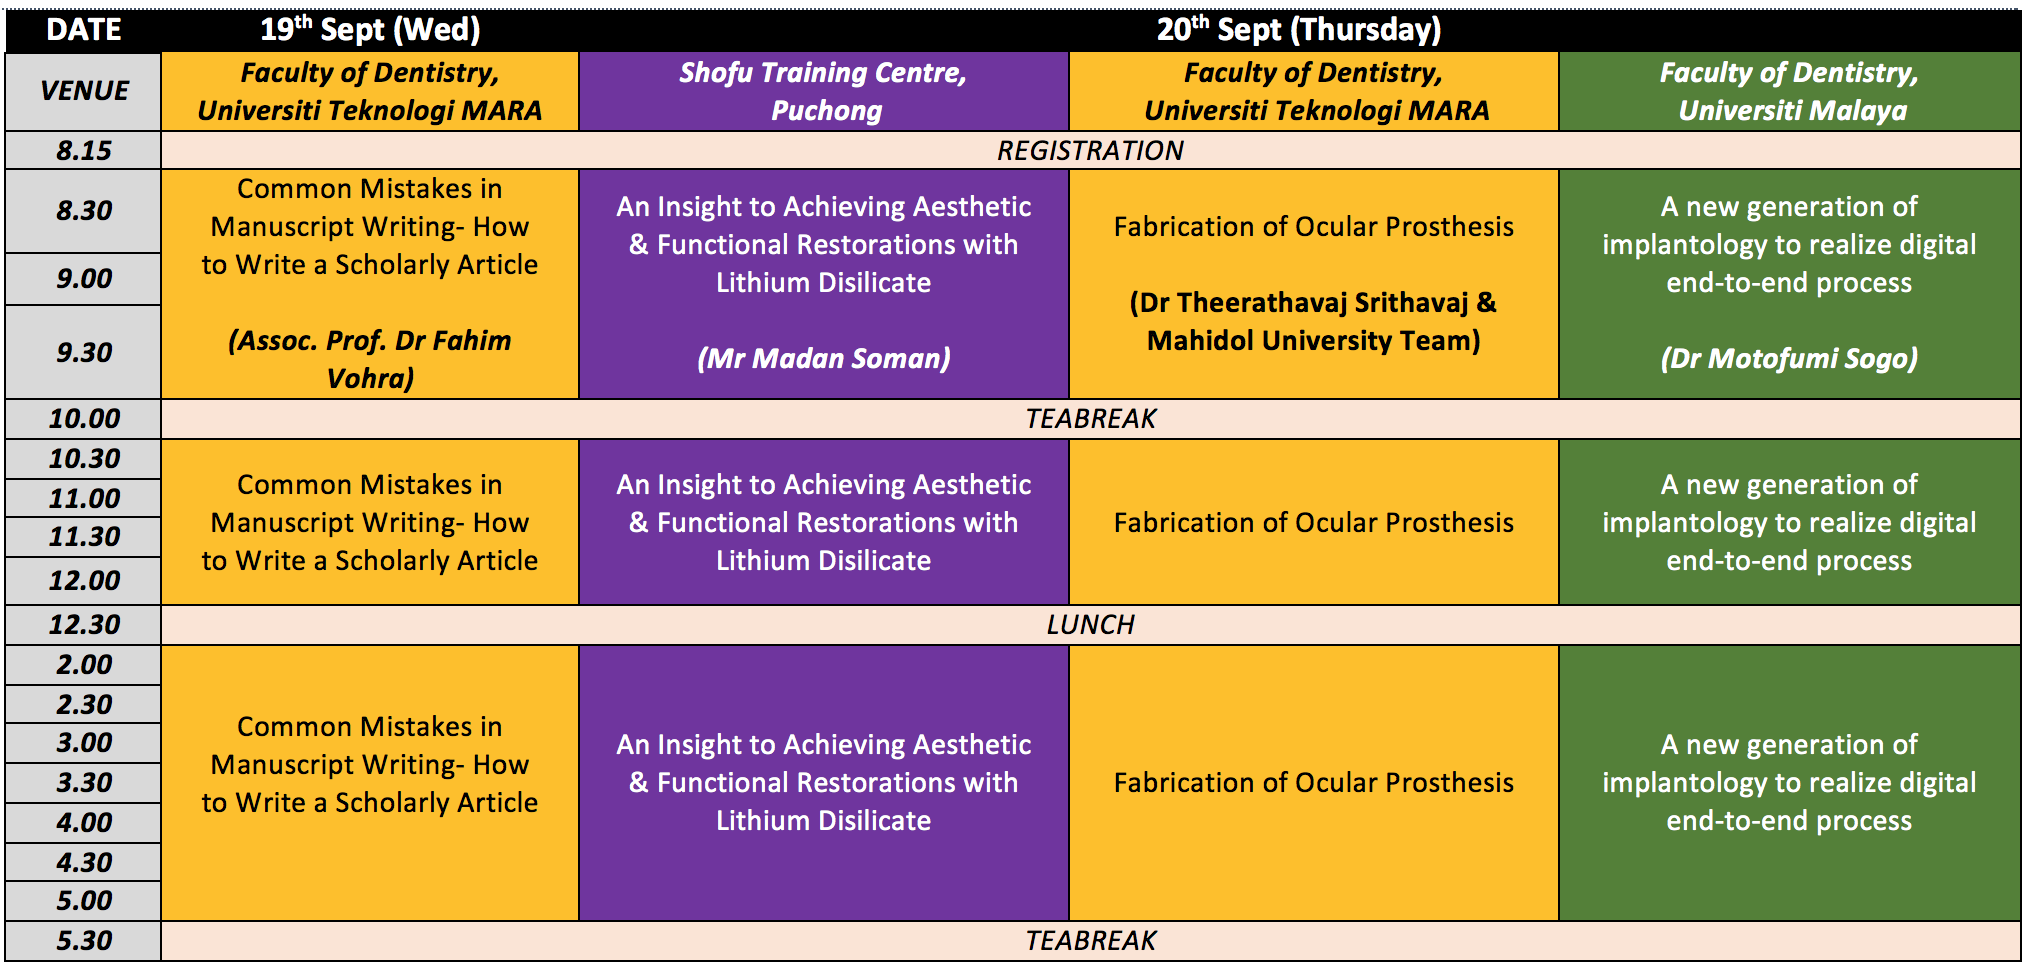 DATE
19th Sept (Wed)
20th Sept (Thursday)
VENUE
Faculty of Dentistry,
Universiti Teknologi MARA
Shofu Training Centre,
Puchong
Faculty of Dentistry,
Universiti Teknologi MARA
Faculty of Dentistry,
Universiti Malaya
8.15
REGISTRATION
8.30
9.00
9.30
Common Mistakes in
Manuscript Writing- How
to Write a Scholarly Article
(Assoc. Prof. Dr Fahim
Vohra)
An Insight to Achieving Aesthetic
& Functional Restorations with
Lithium Disilicate
(Mr Madan Soman)
Fabrication of Ocular Prosthesis
(Dr Theerathavaj Srithavaj &
Mahidol University Team)
A new generation of
implantology to realize digital
end-to-end process
(Dr Motofumi Sogo)
10.00
TEABREAK
10.30
11.00
11.30
12.00
Common Mistakes in
Manuscript Writing- How
to Write a Scholarly Article
An Insight to Achieving Aesthetic
& Functional Restorations with
Lithium Disilicate
Fabrication of Ocular Prosthesis
A new generation of
implantology to realize digital
end-to-end process
12.30
LUNCH
2.00
2.30
3.00
3.30
4.00
4.30
5.00
Common Mistakes in
Manuscript Writing- How
to Write a Scholarly Article
An Insight to Achieving Aesthetic
& Functional Restorations with
Lithium Disilicate
Fabrication of Ocular Prosthesis
A new generation of
implantology to realize digital
end-to-end process
5.30
TEABREAK